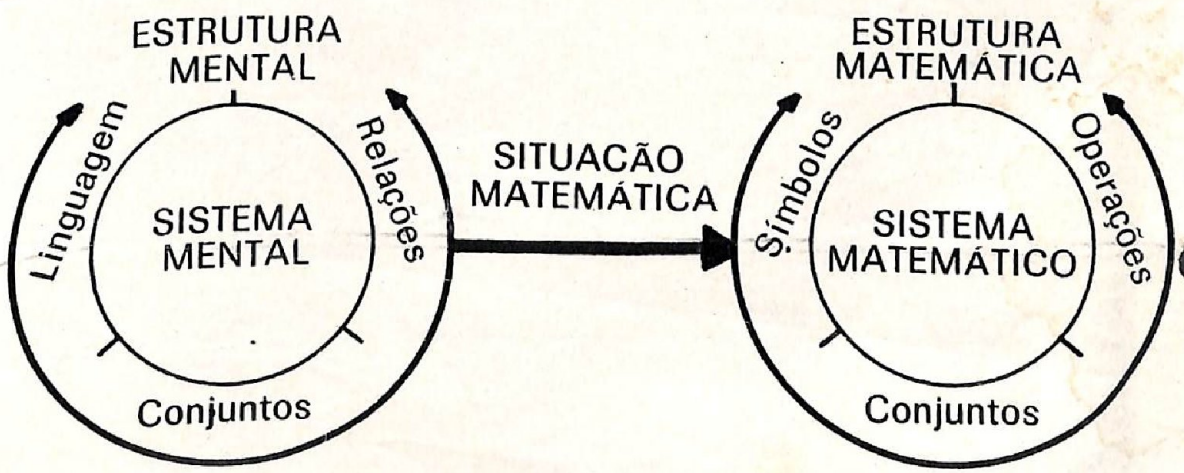 ESTRUTURA
MENTAL
Linguagem
Relações
SISTEMA
MENTAL
Conjuntos
SITUACÃO
MATEMÁTICA
ESTRUTURA
MATEMÁTICA
Símbolos
Operações
SISTEMA
MATEMÁTICO
Conjuntos